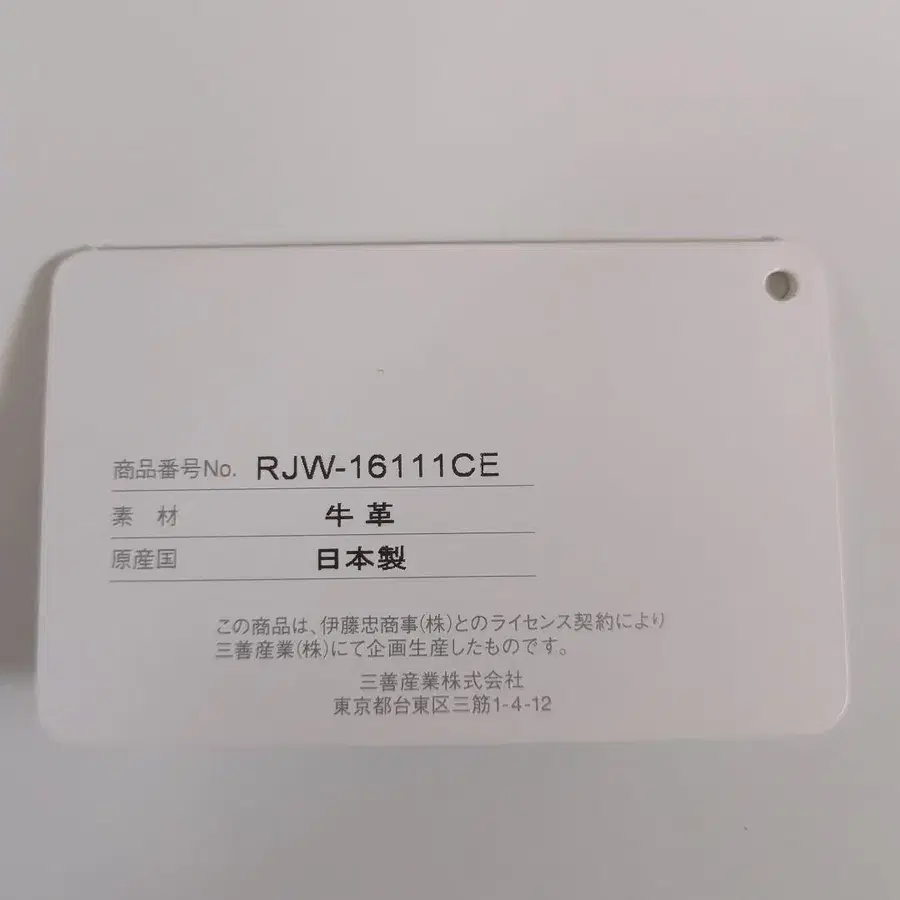 商品番号No. RJW-16111CE
素　材 牛 革
原産国 日本製
この商品は、伊藤忠商事(株)とのライセンス契約により
三善産業(株)にて企画生産したものです。
三善産業株式会社
東京都台東区三筋1-4-12